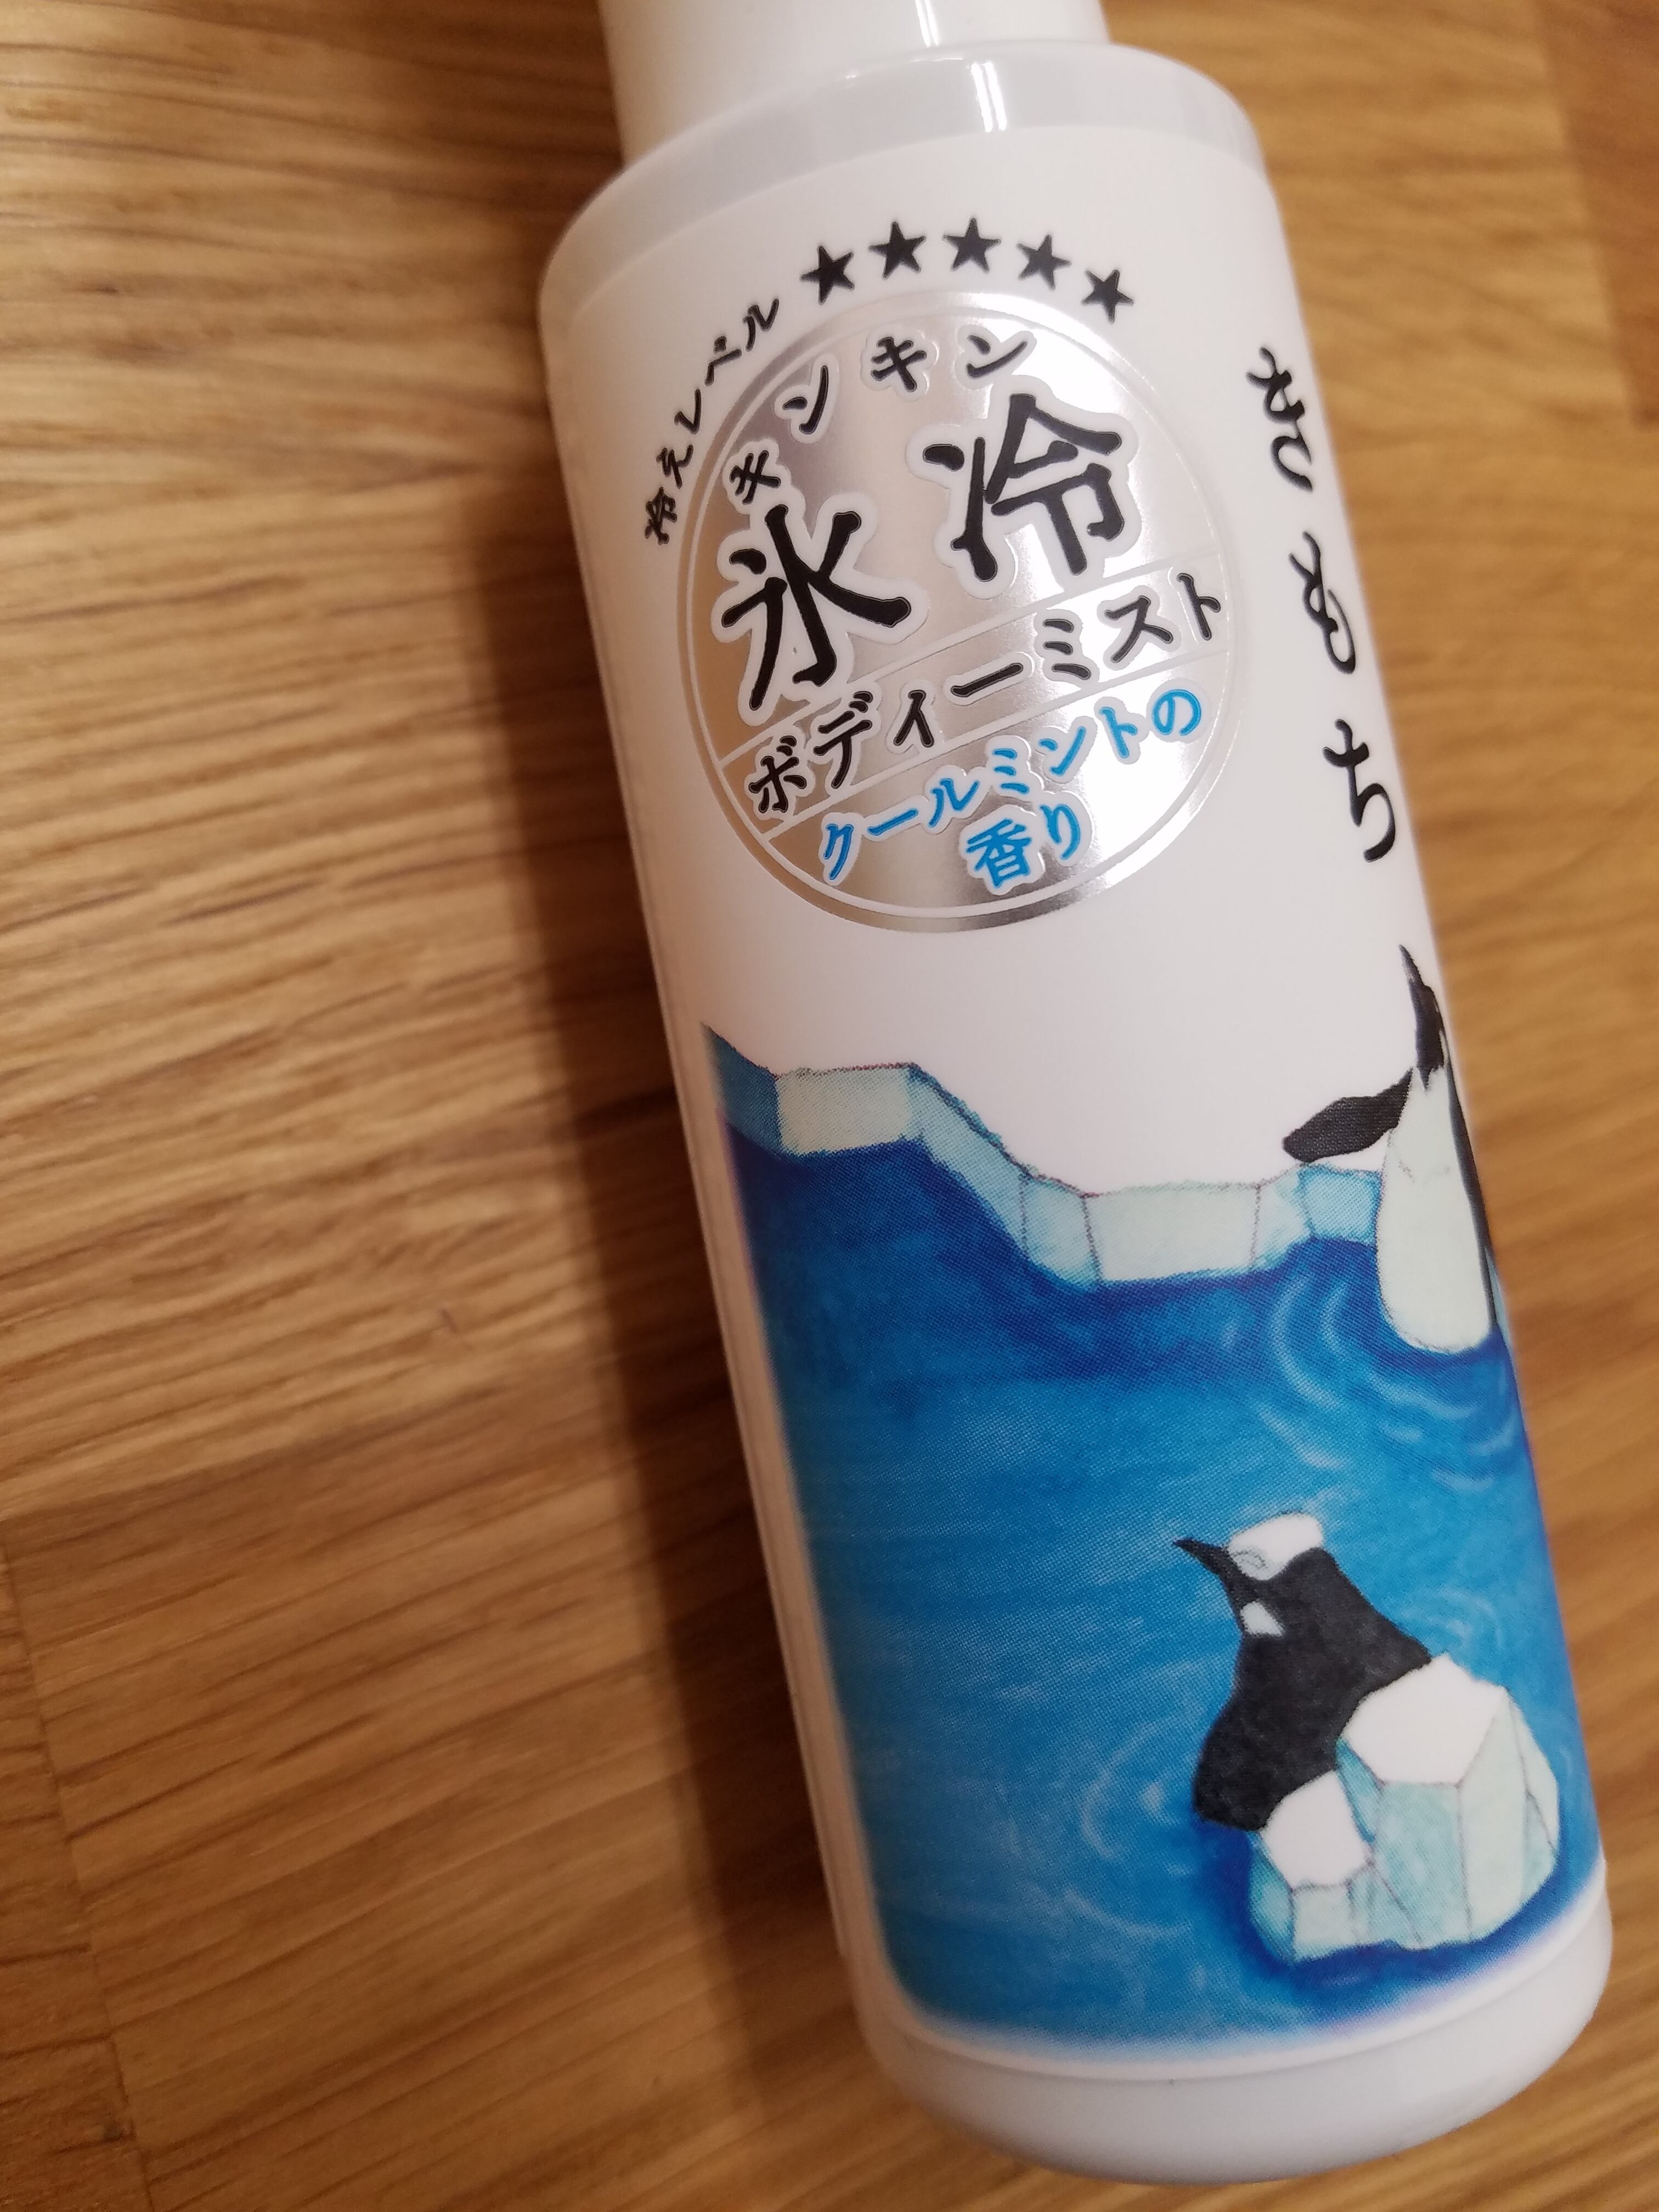 冷えレベル ★★★★★
キンキン
氷冷
ボディーミスト
クールミントの
香り
きもち